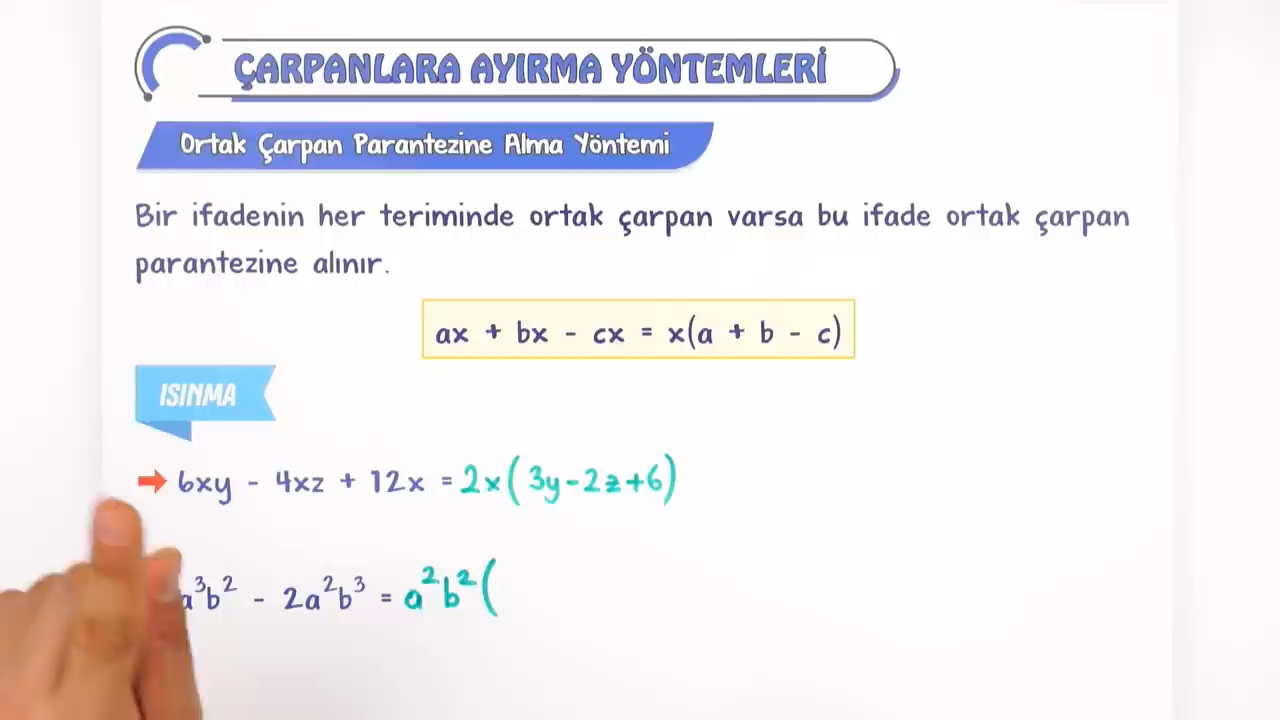 ÇARPANLARA AYIRMA YÖNTEMLERİ
Ortak Çarpan Parantezine Alma Yöntemi
Bir ifadenin her teriminde ortak çarpan varsa bu ifade ortak çarpan
parantezine alınır.
ax + bx - cx = x(a + b - c)
ISINMA
6xy - 4xz + 12x = 2x(3y-2z+6)
a³b² - 2a²b³ = a²b²(